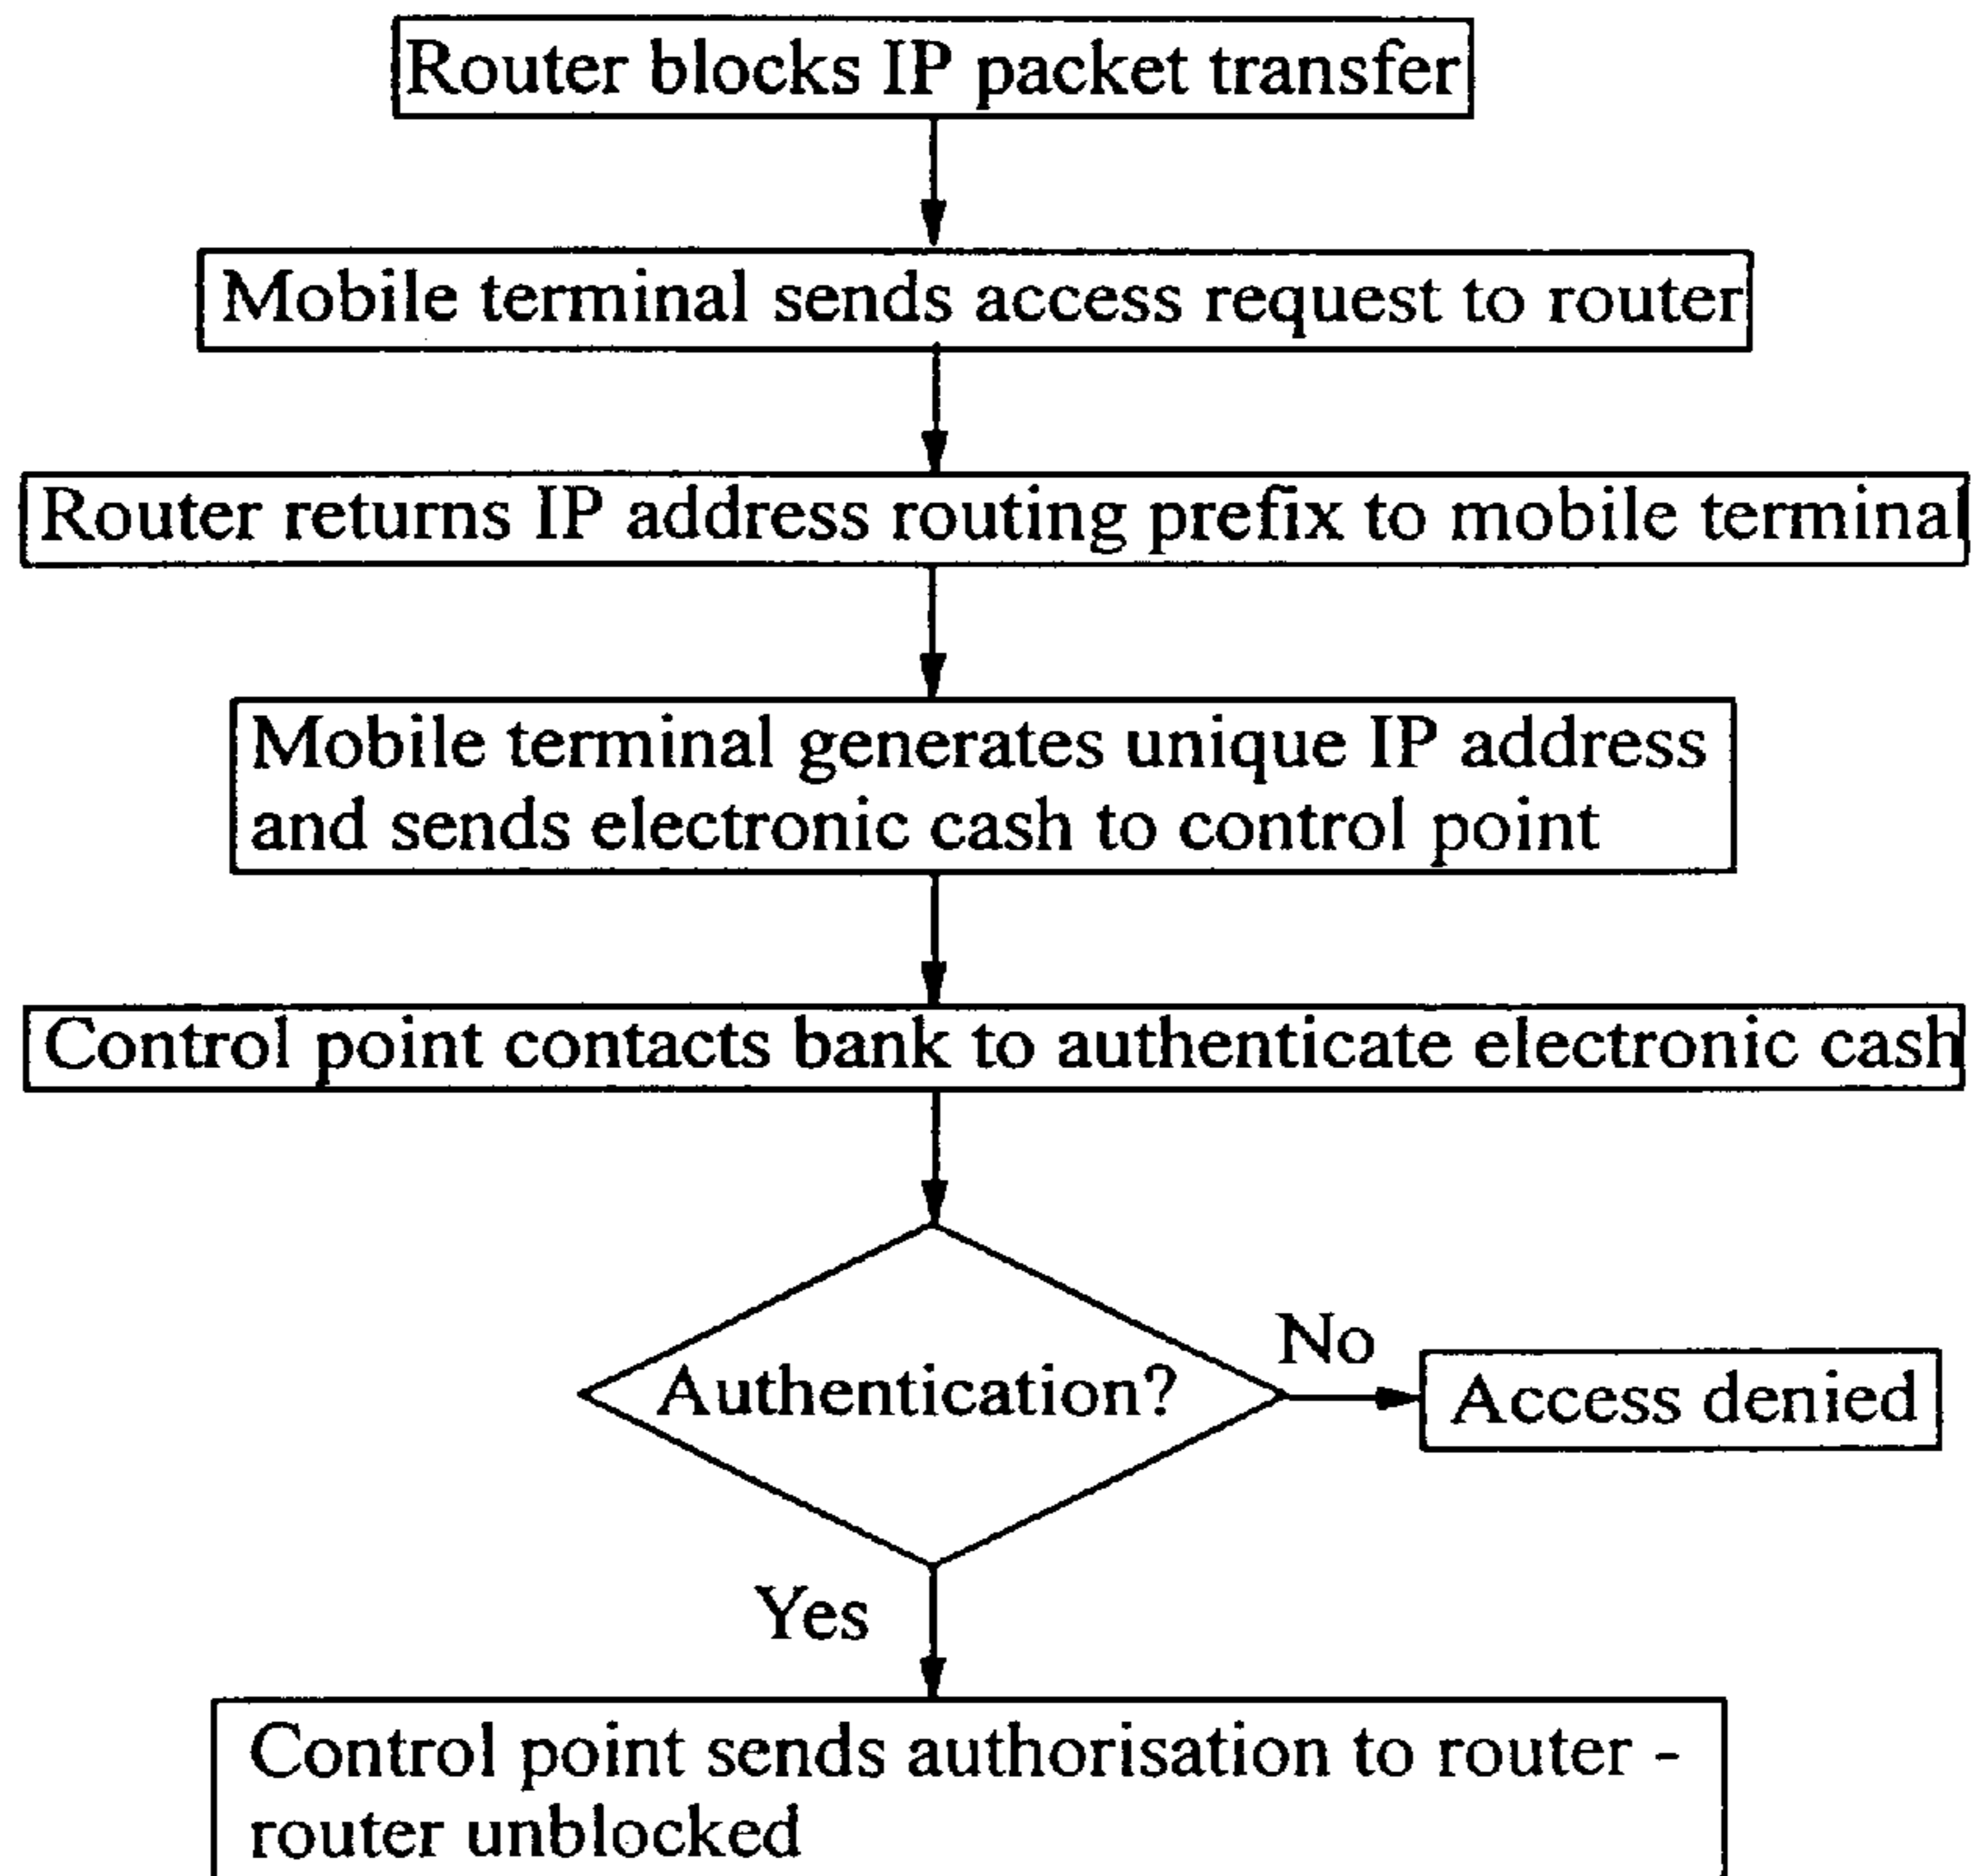 Router blocks IP packet transfer
Mobile terminal sends access request to router
Router returns IP address routing prefix to mobile terminal
Mobile terminal generates unique IP address
and sends electronic cash to control point
Control point contacts bank to authenticate electronic cash
Authentication?
No
Access denied
Yes
Control point sends authorisation to router -
router unblocked